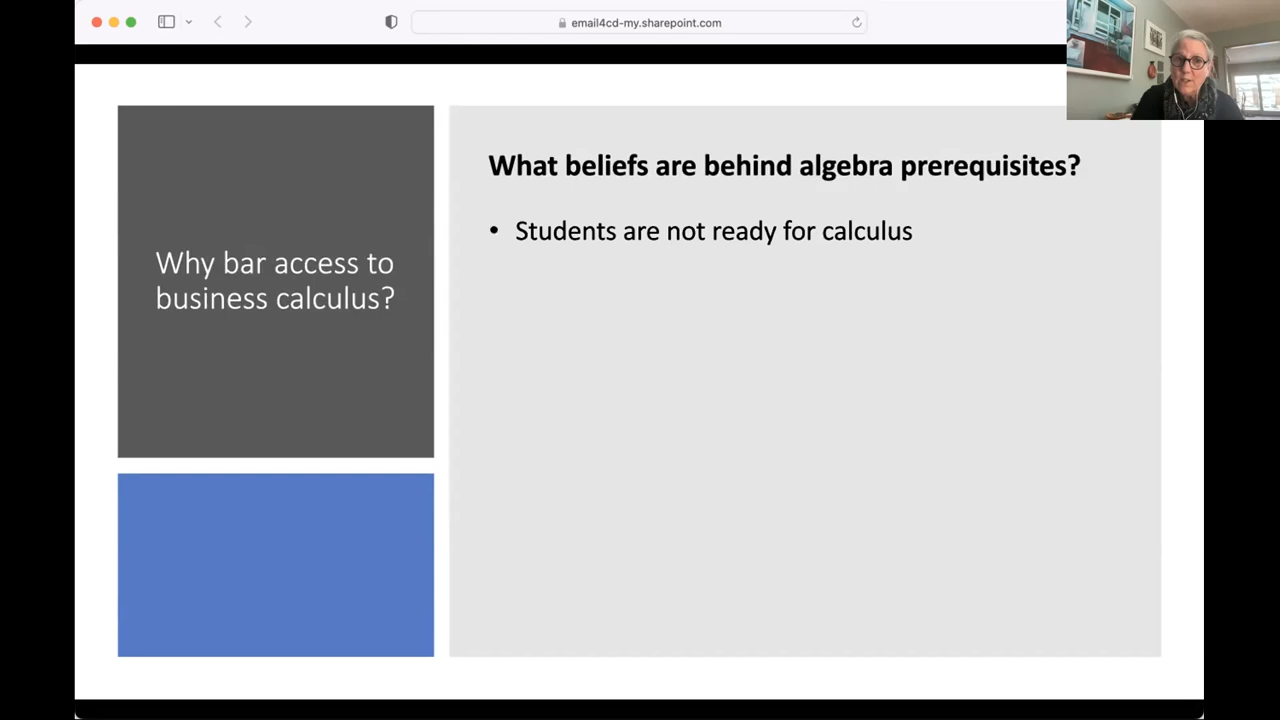 email4cd-my.sharepoint.com
Why bar access to
business calculus?
What beliefs are behind algebra prerequisites?
• Students are not ready for calculus